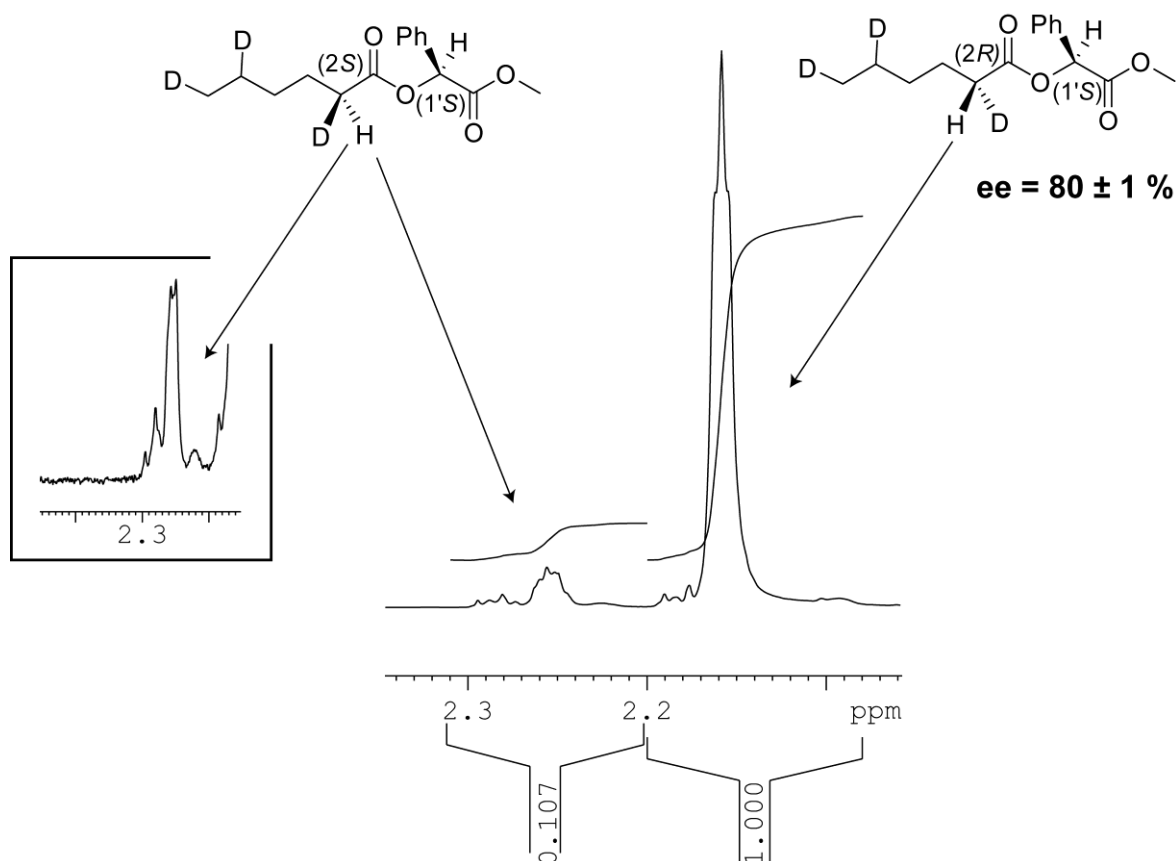 D
D
(2S)
O
Ph
H
O
O
(1'S)
O
D
H
D
D
(2R)
O
Ph
H
O
O
(1'S)
O
H
D
ee = 80 ± 1 %
2.3
2.3
2.2
ppm
0.107
1.000